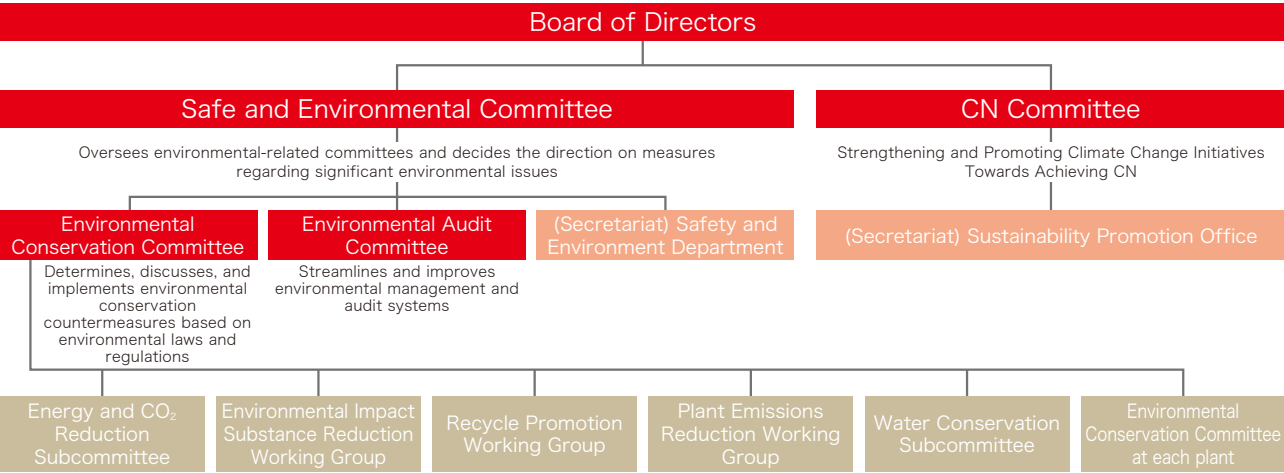 Board of Directors
Safe and Environmental Committee
CN Committee
Oversees environmental-related committees and decides the direction on measures
regarding significant environmental issues
Strengthening and Promoting Climate Change Initiatives
Towards Achieving CN
Environmental
Conservation Committee
Environmental Audit
Committee
(Secretariat) Safety and
Environment Department
(Secretariat) Sustainability Promotion Office
Determines, discusses, and
implements environmental
conservation
countermeasures based on
environmental laws and
regulations
Streamlines and improves
environmental management and
audit systems
Energy and CO₂
Reduction
Subcommittee
Environmental Impact
Substance Reduction
Working Group
Recycle Promotion
Working Group
Plant Emissions
Reduction Working
Group
Water Conservation
Subcommittee
Environmental
Conservation Committee
at each plant